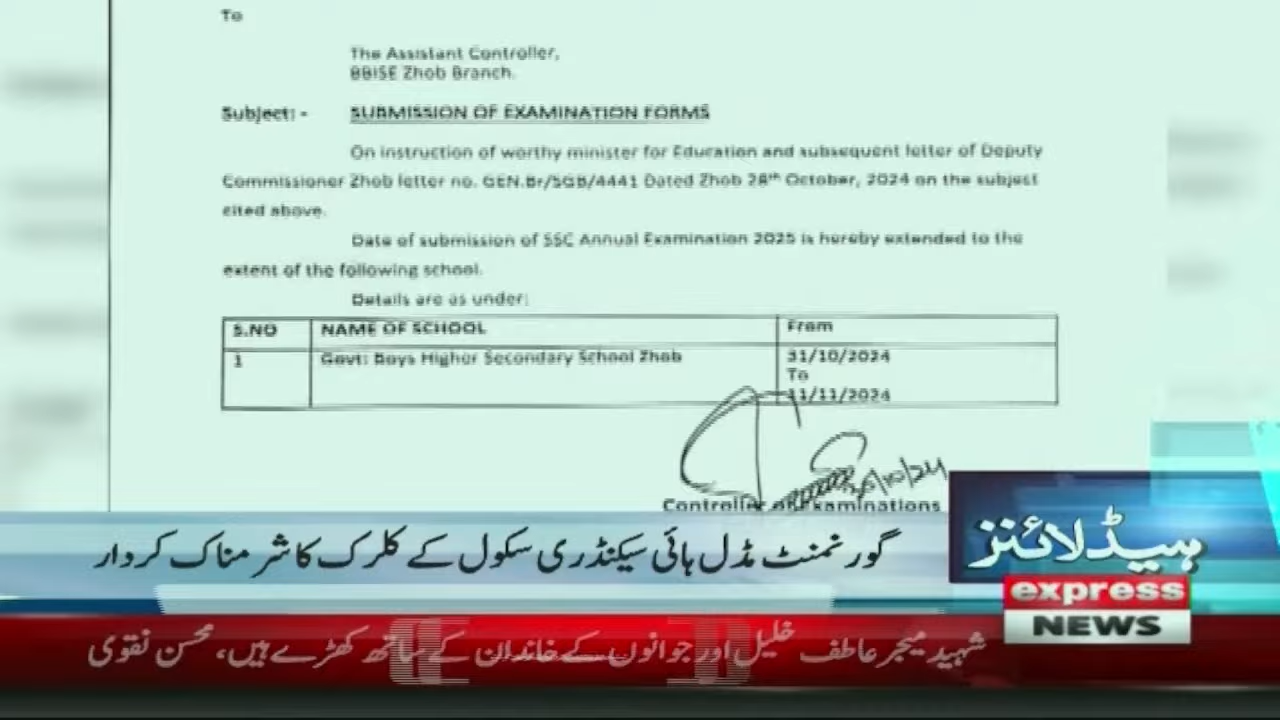 To
The Assistant Controller,
BBISE Zhob Branch.
Subject: - SUBMISSION OF EXAMINATION FORMS
On instruction of worthy minister for Education and subsequent letter of Deputy
Commissioner Zhob letter no. GEN.Br/SGB/4441 Dated Zhob 28th October, 2024 on the subject
cited above.
Date of submission of SSC Annual Examination 2025 is hereby extended to the
extent of the following school.
Details are as under:
S.NO NAME OF SCHOOL From
1 Govt: Boys Higher Secondary School Zhob 31/10/2024
To
11/11/2024
/10/24
Controller of Examinations
گورنمنٹ مڈل ہائی سیکنڈری سکول کے کلرک کا شرمناک کردار
ہیڈلائنز
express
NEWS
شہید میجر عاطف خلیل اور جوانوں کے خاندان کے ساتھ کھڑے ہیں، محسن نقوی